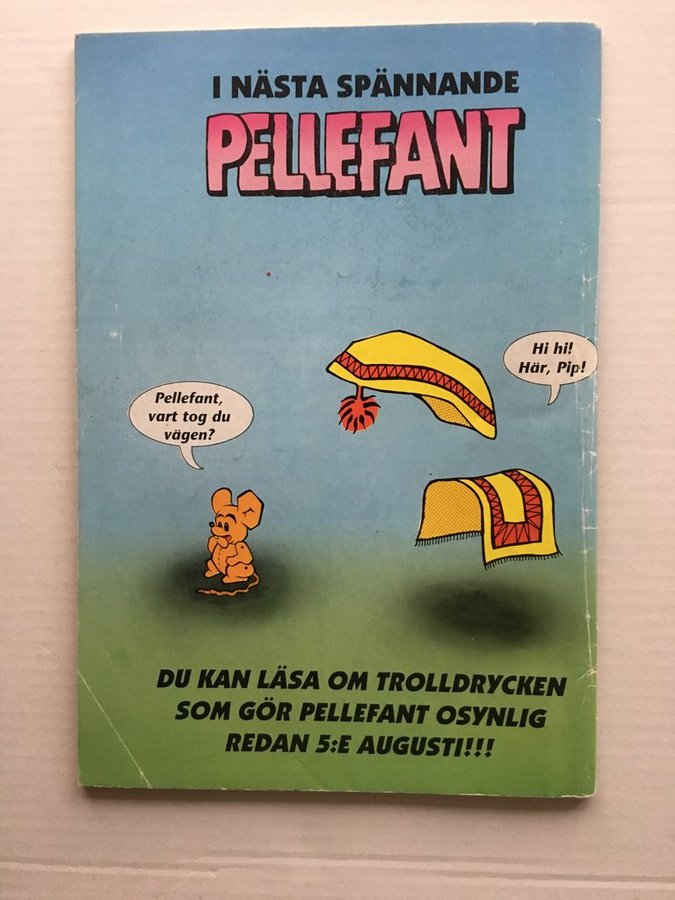 I NÄSTA SPÄNNANDE
PELLEFANT
Hi hi!
Här, Pip!
Pellefant,
vart tog du
vägen?
DU KAN LÄSA OM TROLLDRYCKEN
SOM GÖR PELLEFANT OSYNLIG
REDAN 5:E AUGUSTI!!!